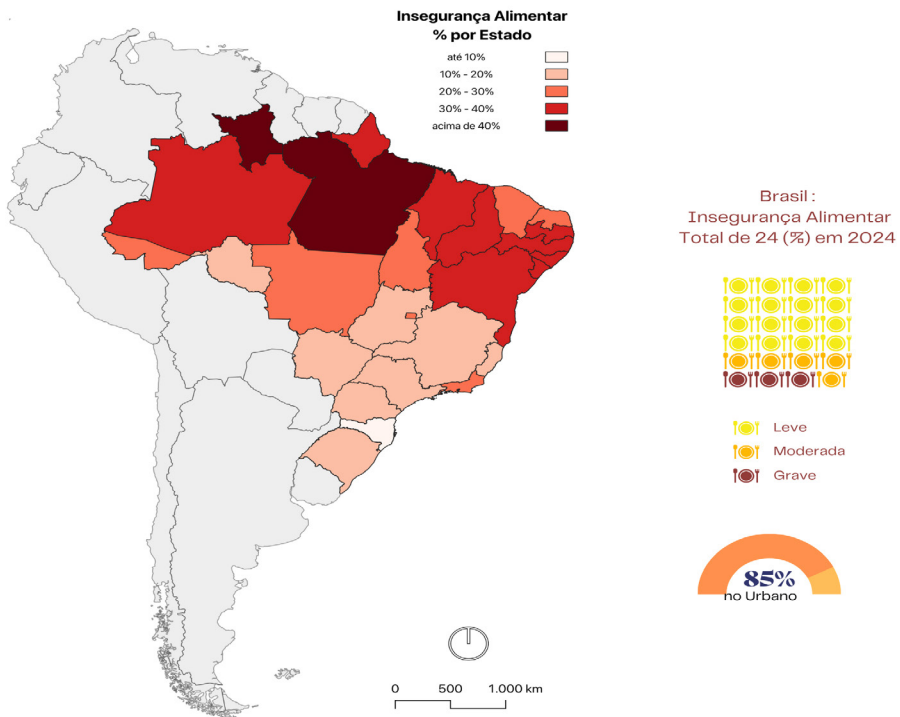 Insegurança Alimentar
% por Estado
até 10%
10% - 20%
20% - 30%
30% - 40%
acima de 40%
Brasil :
Insegurança Alimentar
Total de 24 (%) em 2024
Leve
Moderada
Grave
85%
no Urbano
0 500 1.000 km